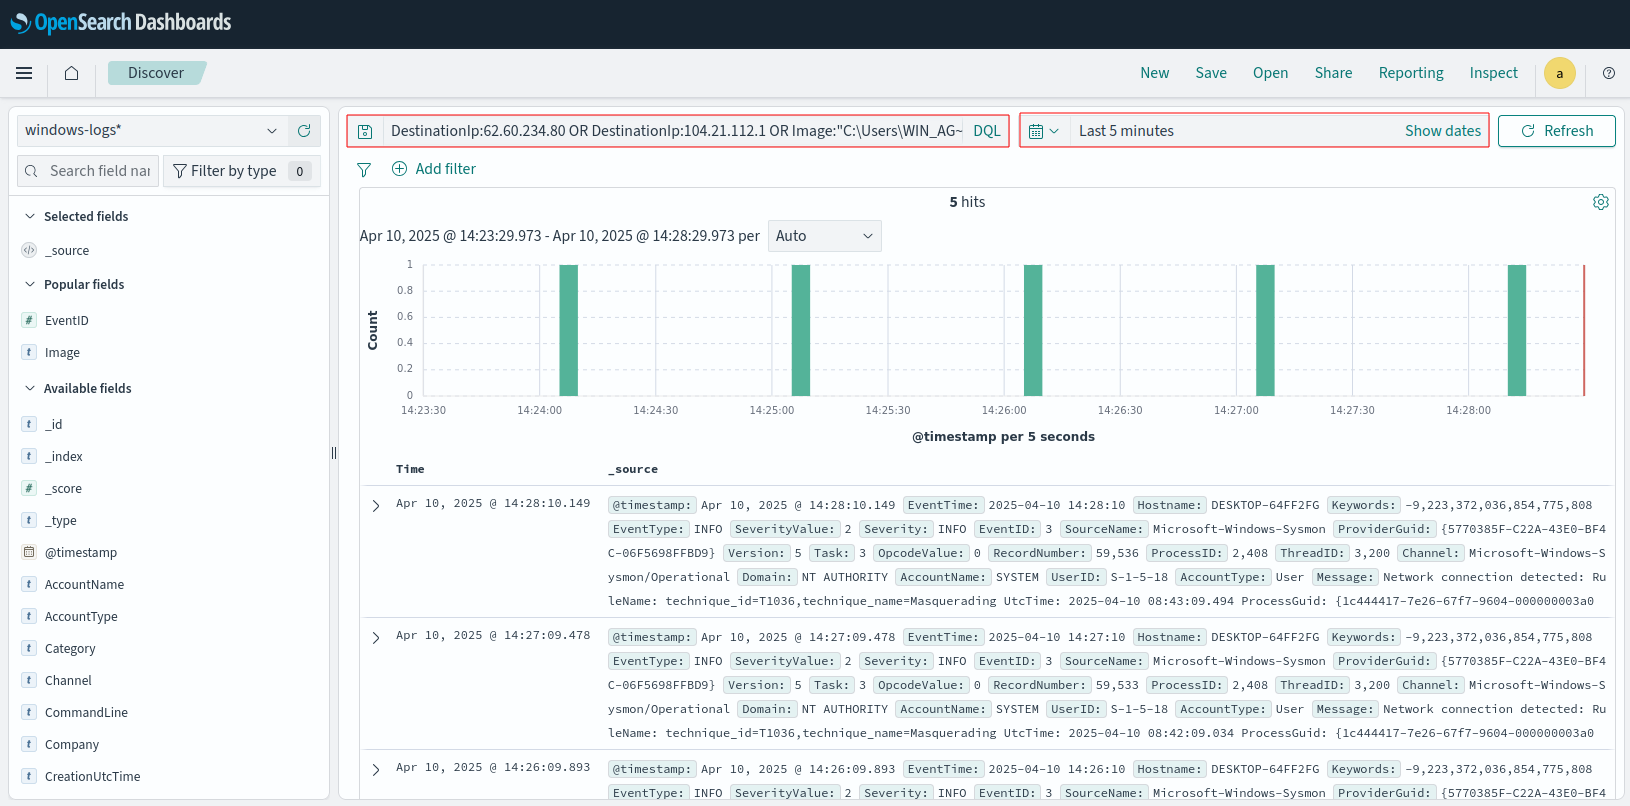 OpenSearch Dashboards
Discover
New Save Open Share Reporting Inspect a
windows-logs*
DestinationIp:62.60.234.80 OR DestinationIp:104.21.112.1 OR Image:"C:\Users\WIN_AG~ DQL
Last 5 minutes Show dates
Refresh
Search field nar
Filter by type 0
Add filter
Selected fields
_source
Popular fields
EventID
Image
Available fields
_id
_index
_score
_type
@timestamp
AccountName
AccountType
Category
Channel
CommandLine
Company
CreationUtcTime
5 hits
Apr 10, 2025 @ 14:23:29.973 - Apr 10, 2025 @ 14:28:29.973 per Auto
Count
1
0.8
0.6
0.4
0.2
0
14:23:30 14:24:00 14:24:30 14:25:00 14:25:30 14:26:00 14:26:30 14:27:00 14:27:30 14:28:00
@timestamp per 5 seconds
Time _source
Apr 10, 2025 @ 14:28:10.149 @timestamp: Apr 10, 2025 @ 14:28:10.149 EventTime: 2025-04-10 14:28:10 Hostname: DESKTOP-64FF2FG Keywords: -9,223,372,036,854,775,808
EventType: INFO SeverityValue: 2 Severity: INFO EventID: 3 SourceName: Microsoft-Windows-Sysmon ProviderGuid: {5770385F-C22A-43E0-BF4
C-06F5698FFBD9} Version: 5 Task: 3 OpcodeValue: 0 RecordNumber: 59,536 ProcessID: 2,408 ThreadID: 3,200 Channel: Microsoft-Windows-S
ysmon/Operational Domain: NT AUTHORITY AccountName: SYSTEM UserID: S-1-5-18 AccountType: User Message: Network connection detected: Ru
leName: technique_id=T1036,technique_name=Masquerading UtcTime: 2025-04-10 08:43:09.494 ProcessGuid: {1c444417-7e26-67f7-9604-000000003a0
Apr 10, 2025 @ 14:27:09.478 @timestamp: Apr 10, 2025 @ 14:27:09.478 EventTime: 2025-04-10 14:27:10 Hostname: DESKTOP-64FF2FG Keywords: -9,223,372,036,854,775,808
EventType: INFO SeverityValue: 2 Severity: INFO EventID: 3 SourceName: Microsoft-Windows-Sysmon ProviderGuid: {5770385F-C22A-43E0-BF4
C-06F5698FFBD9} Version: 5 Task: 3 OpcodeValue: 0 RecordNumber: 59,533 ProcessID: 2,408 ThreadID: 3,200 Channel: Microsoft-Windows-S
ysmon/Operational Domain: NT AUTHORITY AccountName: SYSTEM UserID: S-1-5-18 AccountType: User Message: Network connection detected: Ru
leName: technique_id=T1036,technique_name=Masquerading UtcTime: 2025-04-10 08:42:09.034 ProcessGuid: {1c444417-7e26-67f7-9604-000000003a0
Apr 10, 2025 @ 14:26:09.893 @timestamp: Apr 10, 2025 @ 14:26:09.893 EventTime: 2025-04-10 14:26:10 Hostname: DESKTOP-64FF2FG Keywords: -9,223,372,036,854,775,808
EventType: INFO SeverityValue: 2 Severity: INFO EventID: 3 SourceName: Microsoft-Windows-Sysmon ProviderGuid: {5770385F-C22A-43E0-BF4